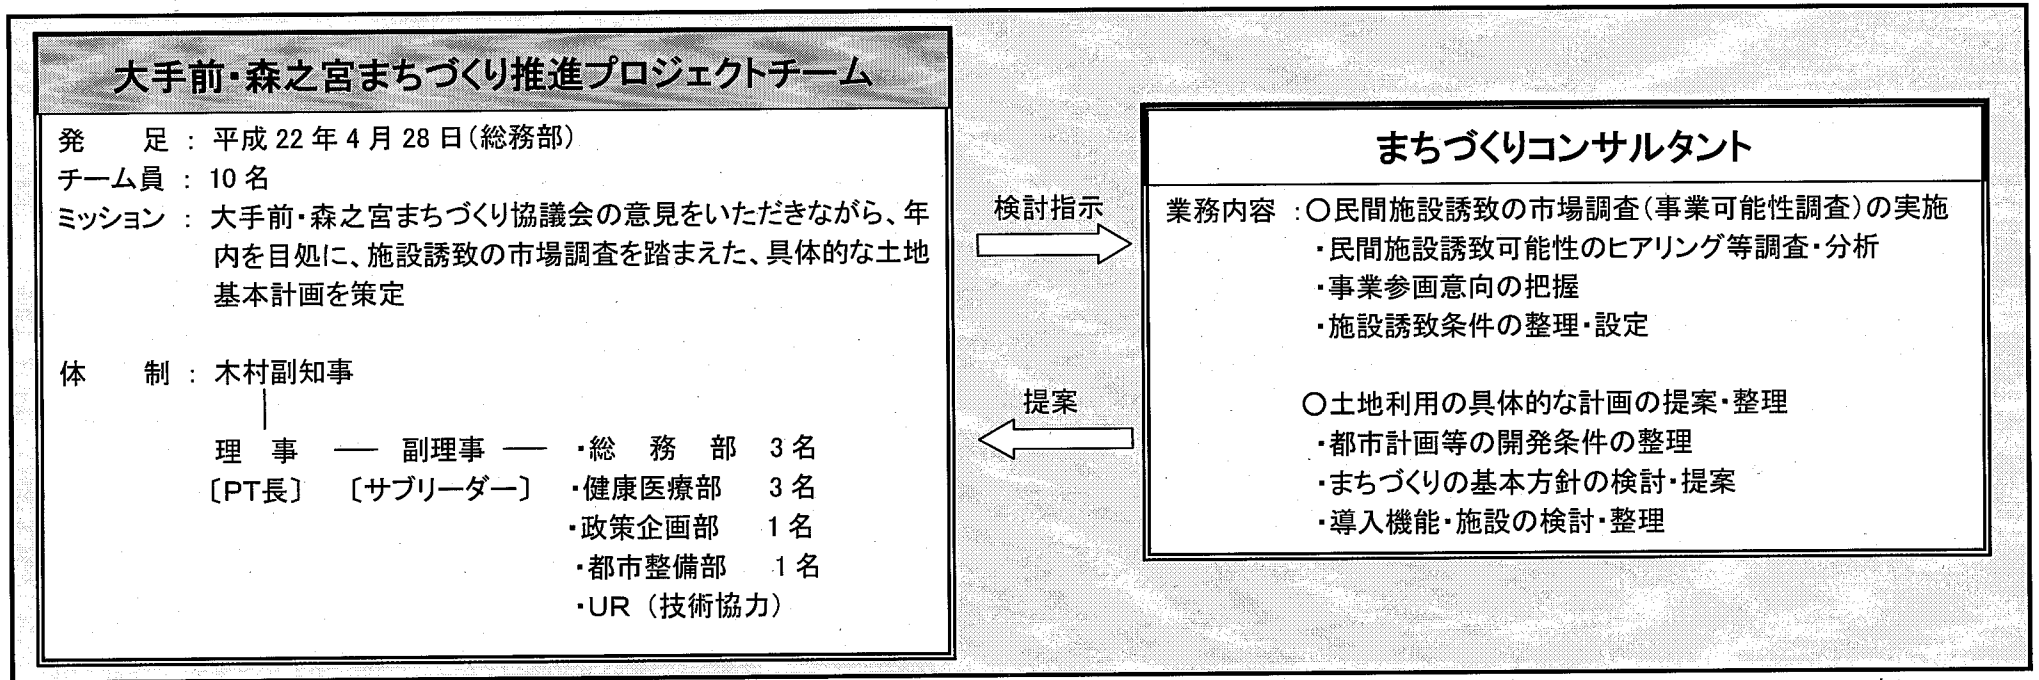 大手前・森之宮まちづくり推進プロジェクトチーム
発　　足 : 平成 22 年 4 月 28 日(総務部)
チーム員 : 10 名
ミッション : 大手前・森之宮まちづくり協議会の意見をいただきながら、年
内を目処に、施設誘致の市場調査を踏まえた、具体的な土地
基本計画を策定
体　　制 : 木村副知事
理　事 ── 副理事 ── ・総　務　部　3 名
〔PT長〕 〔サブリーダー〕 ・健康医療部　3 名
・政策企画部　1 名
・都市整備部　1 名
・UR（技術協力）
検討指示
提案
まちづくりコンサルタント
業務内容 :○民間施設誘致の市場調査(事業可能性調査)の実施
・民間施設誘致可能性のヒアリング等調査・分析
・事業参画意向の把握
・施設誘致条件の整理・設定
○土地利用の具体的な計画の提案・整理
・都市計画等の開発条件の整理
・まちづくりの基本方針の検討・提案
・導入機能・施設の検討・整理